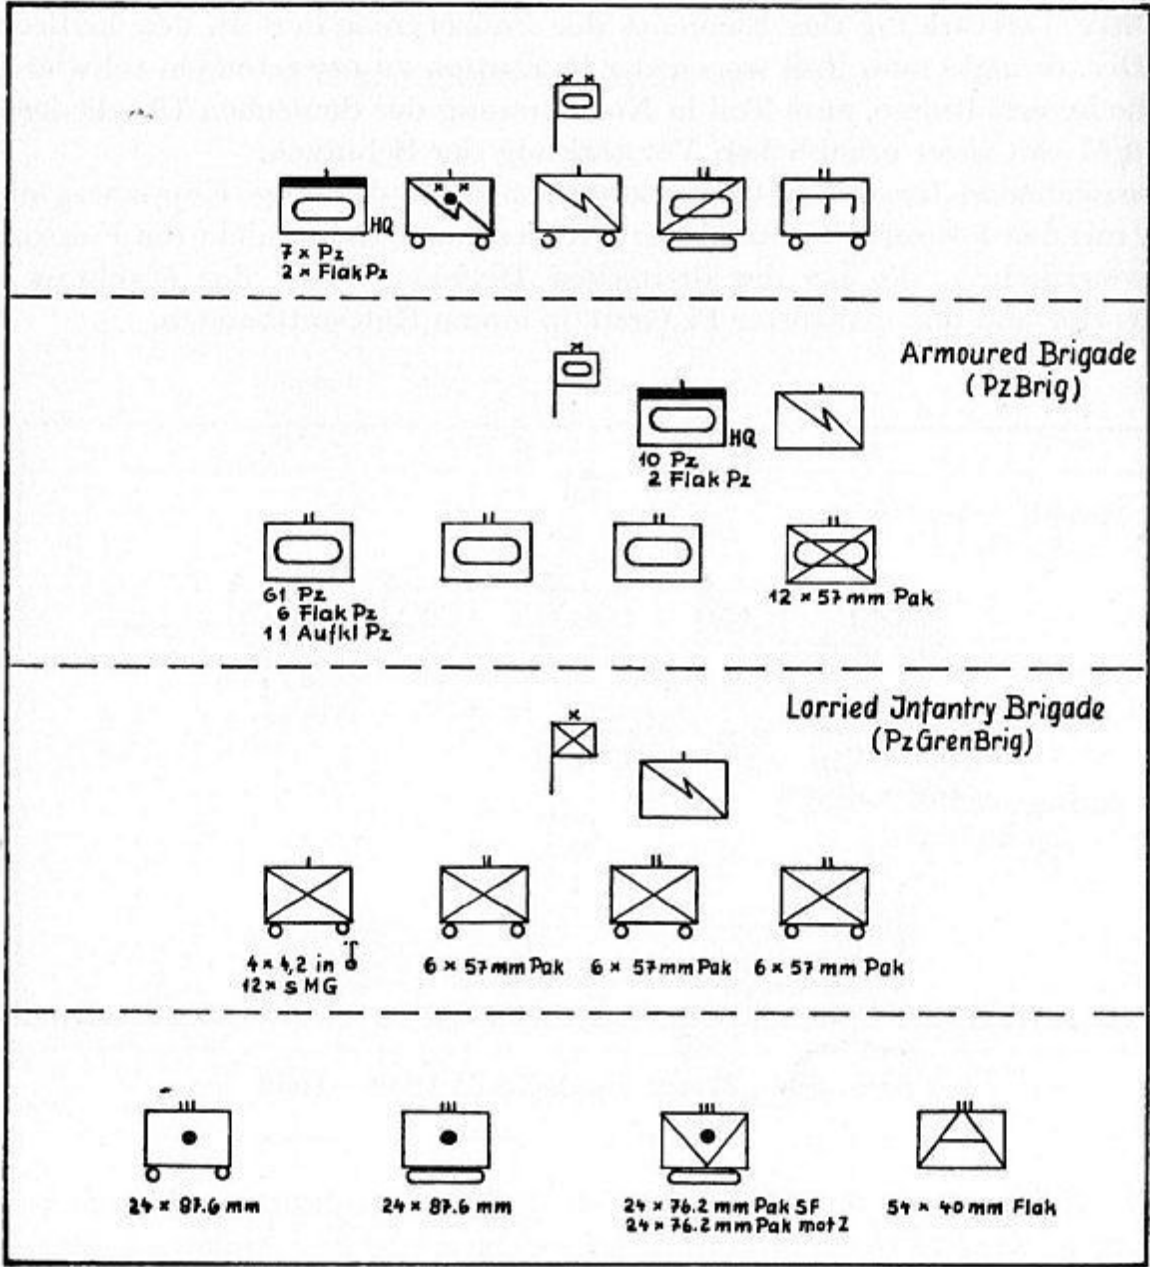 HQ
7 × Pz
2 × Flak Pz
Armoured Brigade
(PzBrig)
HQ
10 Pz
2 Flak Pz
61 Pz
6 Flak Pz
11 Aufkl Pz
12 × 57 mm Pak
Lorried Infantry Brigade
(PzGrenBrig)
4 × 4,2 in
12 × s MG
6 × 57 mm Pak
6 × 57 mm Pak
6 × 57 mm Pak
24 × 87.6 mm
24 × 87.6 mm
24 × 76.2 mm Pak SF
24 × 76.2 mm Pak mot Z
54 × 40 mm Flak